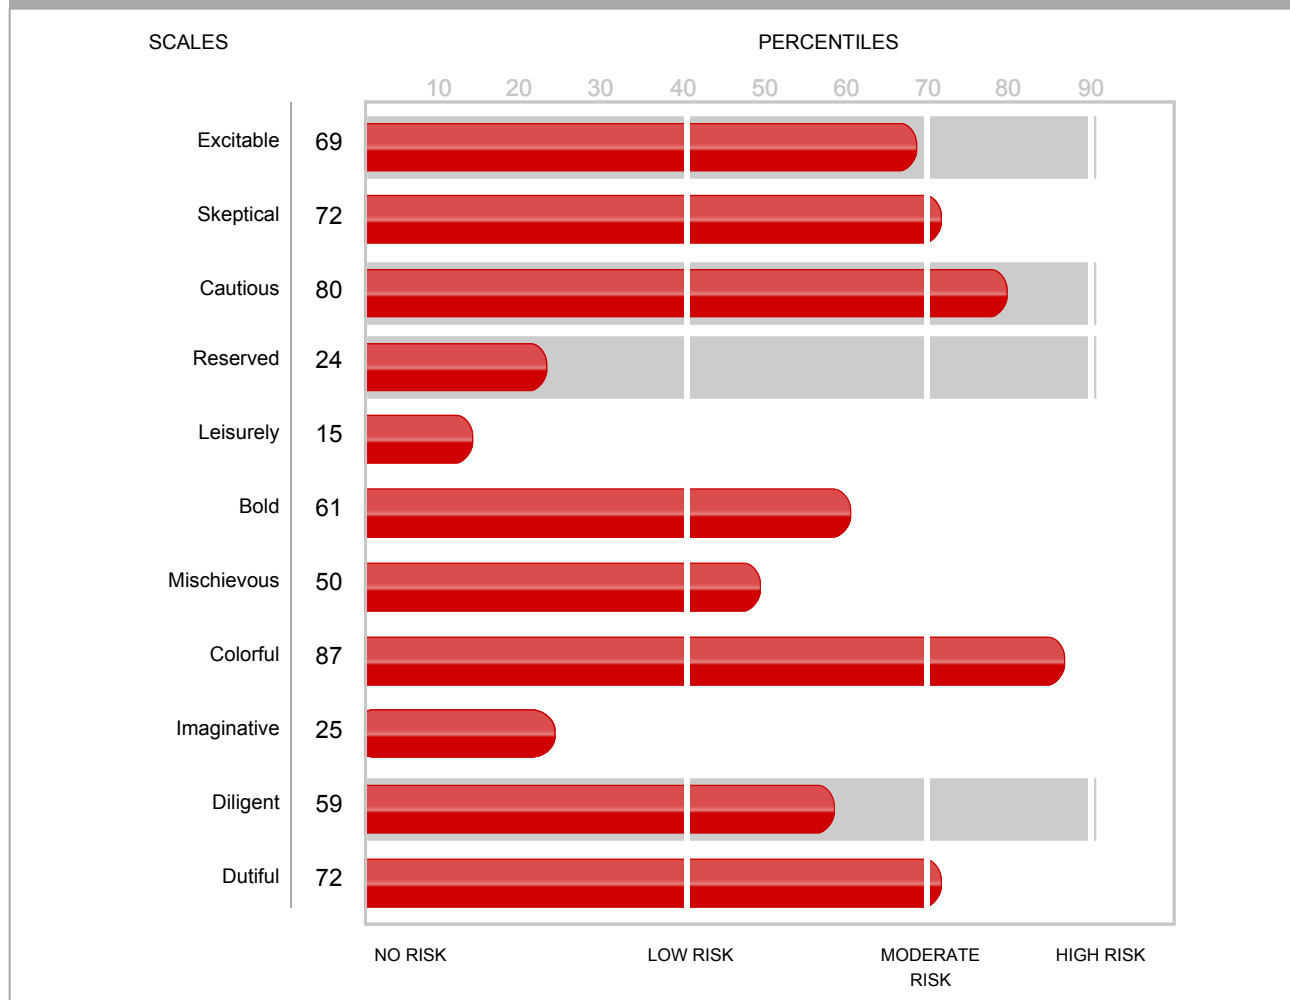 SCALES PERCENTILES
10 20 30 40 50 60 70 80 90
Excitable 69
Skeptical 72
Cautious 80
Reserved 24
Leisurely 15
Bold 61
Mischievous 50
Colorful 87
Imaginative 25
Diligent 59
Dutiful 72
NO RISK LOW RISK MODERATE HIGH RISK
RISK